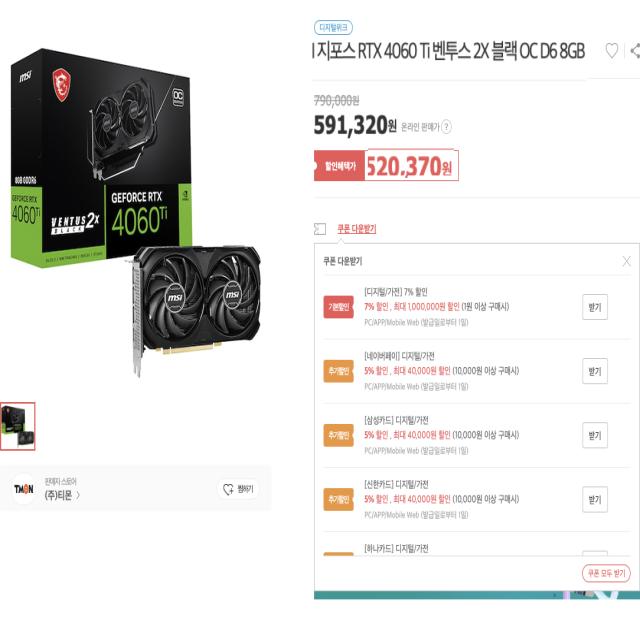 msi
OC
EDITION
8GB GDDR6
GEFORCE RTX
4060Ti
VENTUS 2X
BLACK
GEFORCE RTX
4060Ti
msi
msi
TMON
판매자 스토어
(주)티몬 >
찜하기
디지털위크
지포스 RTX 4060 Ti 벤투스 2X 블랙 OC D6 8GB
790,000원
591,320원 온라인 판매가 ?
할인혜택가 520,370원
쿠폰 다운받기
쿠폰 다운받기
기본할인
[디지털/가전] 7% 할인
7% 할인 , 최대 1,000,000원 할인 (1원 이상 구매시)
PC/APP/Mobile Web (발급일로부터 1일)
받기
추가할인
[네이버페이] 디지털/가전
5% 할인 , 최대 40,000원 할인 (10,000원 이상 구매시)
PC/APP/Mobile Web (발급일로부터 1일)
받기
추가할인
[삼성카드] 디지털/가전
5% 할인 , 최대 40,000원 할인 (10,000원 이상 구매시)
PC/APP/Mobile Web (발급일로부터 1일)
받기
추가할인
[신한카드] 디지털/가전
5% 할인 , 최대 40,000원 할인 (10,000원 이상 구매시)
PC/APP/Mobile Web (발급일로부터 1일)
받기
[하나카드] 디지털/가전
쿠폰 모두 받기